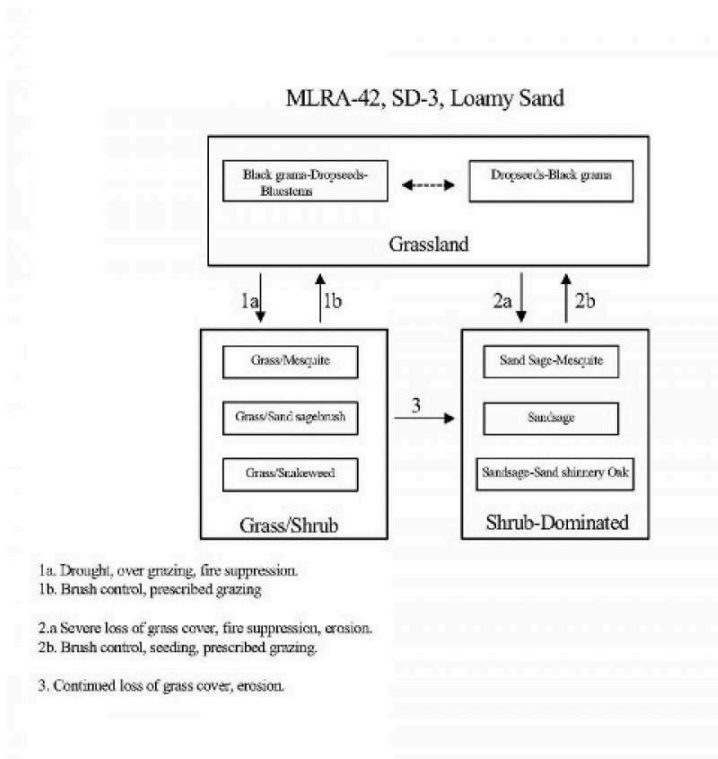 MLRA-42, SD-3, Loamy Sand
Black grama-Dropseeds-
Bluestems
Dropseeds-Black grama
Grassland
1a
1b
2a
2b
Grass/Mesquite
Grass/Sand sagebrush
Grass/Snakeweed
Grass/Shrub
3
Sand Sage-Mesquite
Sandsage
Sandsage-Sand shinnery Oak
Shrub-Dominated
1a. Drought, over grazing, fire suppression.
1b. Brush control, prescribed grazing
2.a Severe loss of grass cover, fire suppression, erosion.
2b. Brush control, seeding, prescribed grazing.
3. Continued loss of grass cover, erosion.